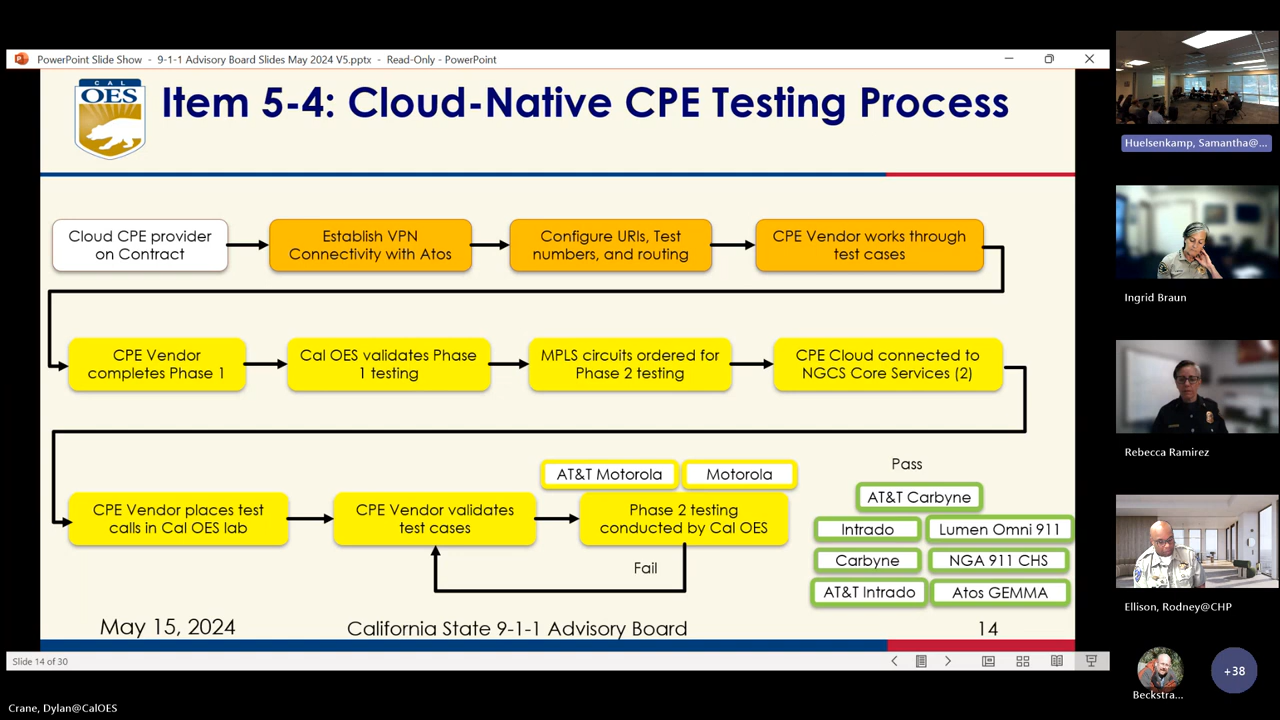 PowerPoint Slide Show - 9-1-1 Advisory Board Slides May 2024 V5.pptx - Read-Only - PowerPoint
CAL
OES
Item 5-4: Cloud-Native CPE Testing Process
Cloud CPE provider
on Contract
Establish VPN
Connectivity with Atos
Configure URIs, Test
numbers, and routing
CPE Vendor works through
test cases
CPE Vendor
completes Phase 1
Cal OES validates Phase
1 testing
MPLS circuits ordered for
Phase 2 testing
CPE Cloud connected to
NGCS Core Services (2)
AT&T Motorola
Motorola
CPE Vendor places test
calls in Cal OES lab
CPE Vendor validates
test cases
Phase 2 testing
conducted by Cal OES
Fail
Pass
AT&T Carbyne
Intrado
Lumen Omni 911
Carbyne
NGA 911 CHS
AT&T Intrado
Atos GEMMA
May 15, 2024
California State 9-1-1 Advisory Board
14
Slide 14 of 30
Crane, Dylan@CalOES
Huelsenkamp, Samantha@...
Ingrid Braun
Rebecca Ramirez
Ellison, Rodney@CHP
Beckstra...
+38